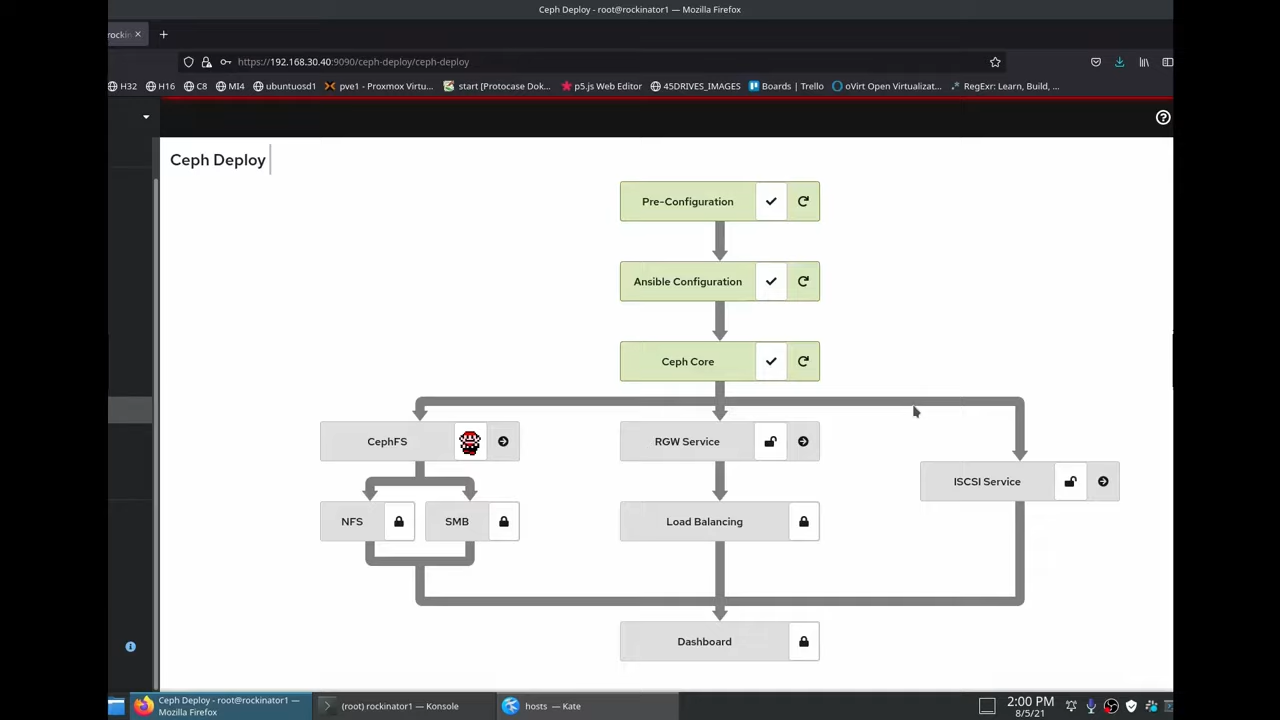 Ceph Deploy - root@rockinator1 — Mozilla Firefox
https://192.168.30.40:9090/ceph-deploy/ceph-deploy
H32 H16 C8 MI4 ubuntuosd1 pve1 - Proxmox Virtu... start [Protocase Dok... p5.js Web Editor 45DRIVES_IMAGES Boards | Trello oVirt Open Virtualizat... RegExr: Learn, Build, ...
Ceph Deploy
Pre-Configuration
Ansible Configuration
Ceph Core
CephFS
RGW Service
ISCSI Service
NFS
SMB
Load Balancing
Dashboard
Ceph Deploy - root@rockinator1 —
Mozilla Firefox
(root) rockinator1 — Konsole
hosts — Kate
2:00 PM
8/5/21